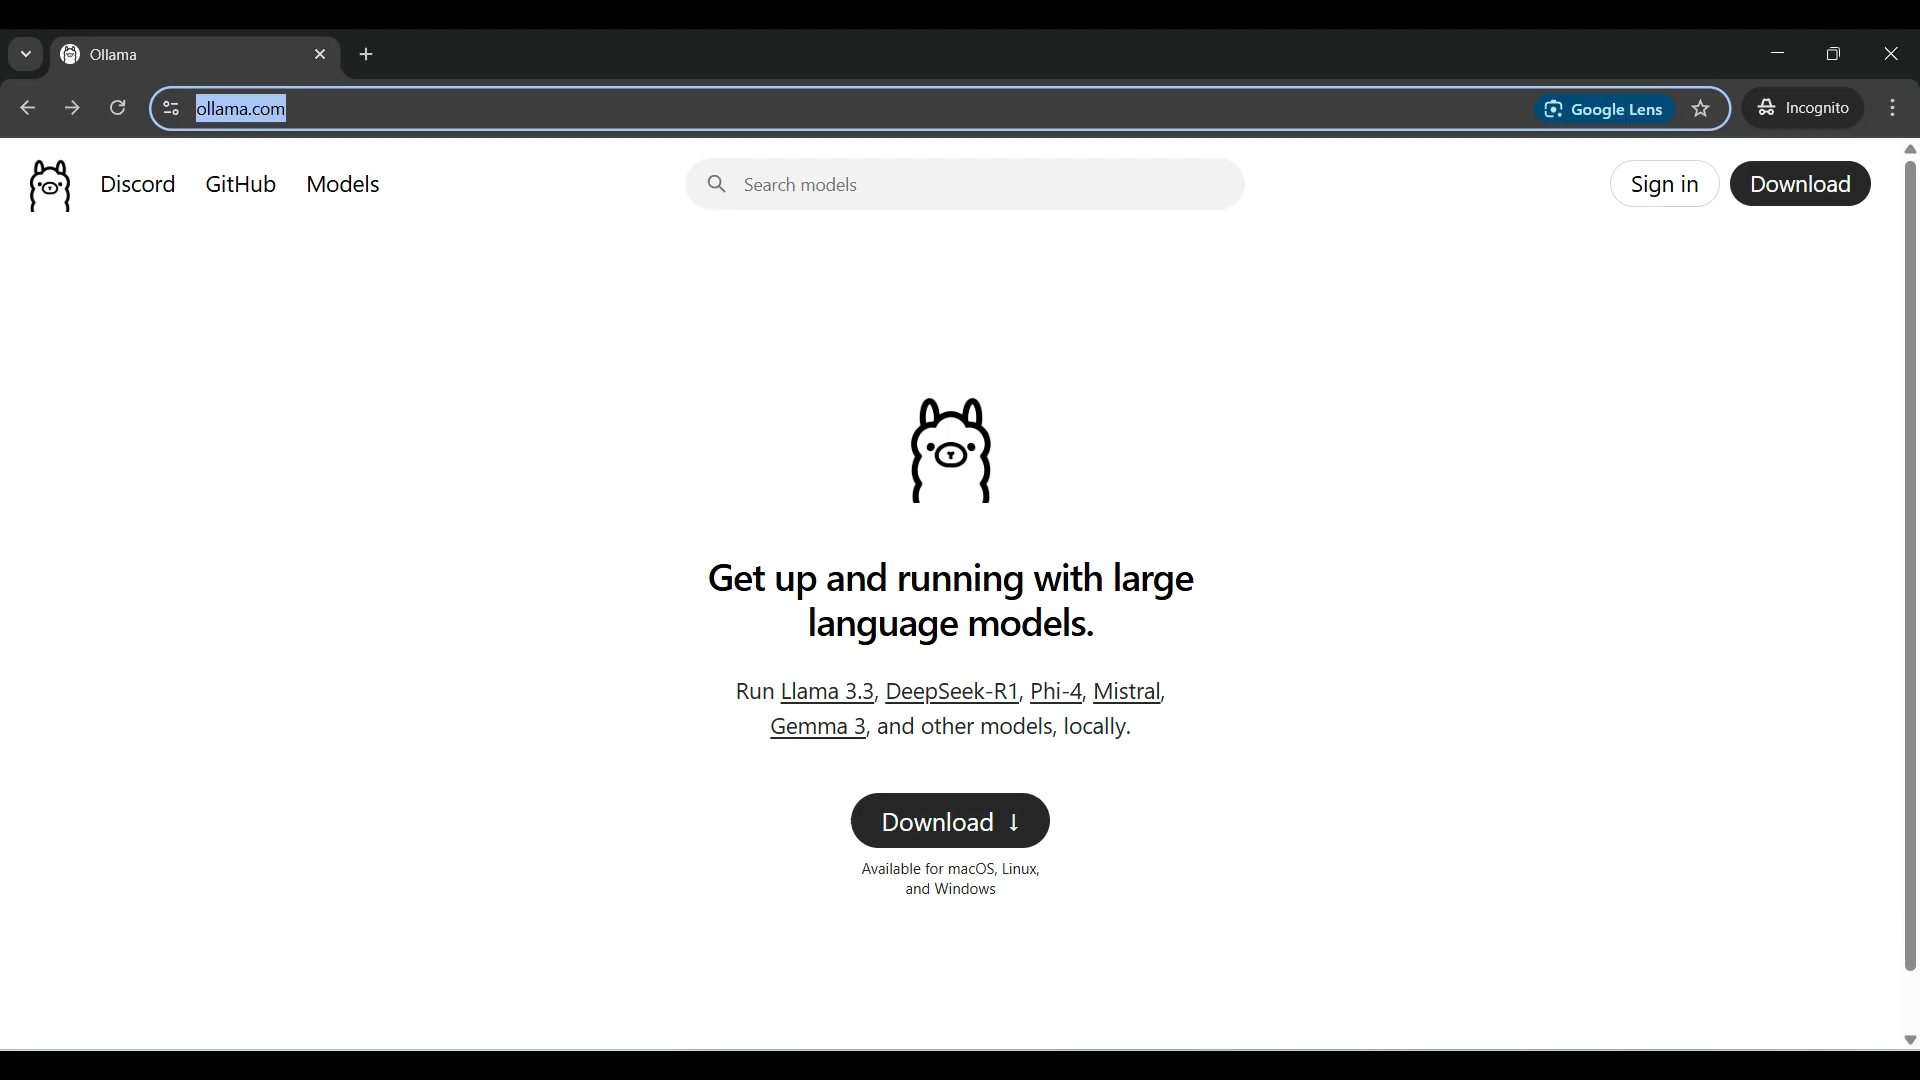 Ollama
ollama.com
Google Lens
Incognito
Discord GitHub Models
Search models
Sign in Download
Get up and running with large
language models.
Run Llama 3.3, DeepSeek-R1, Phi-4, Mistral,
Gemma 3, and other models, locally.
Download ↓
Available for macOS, Linux,
and Windows